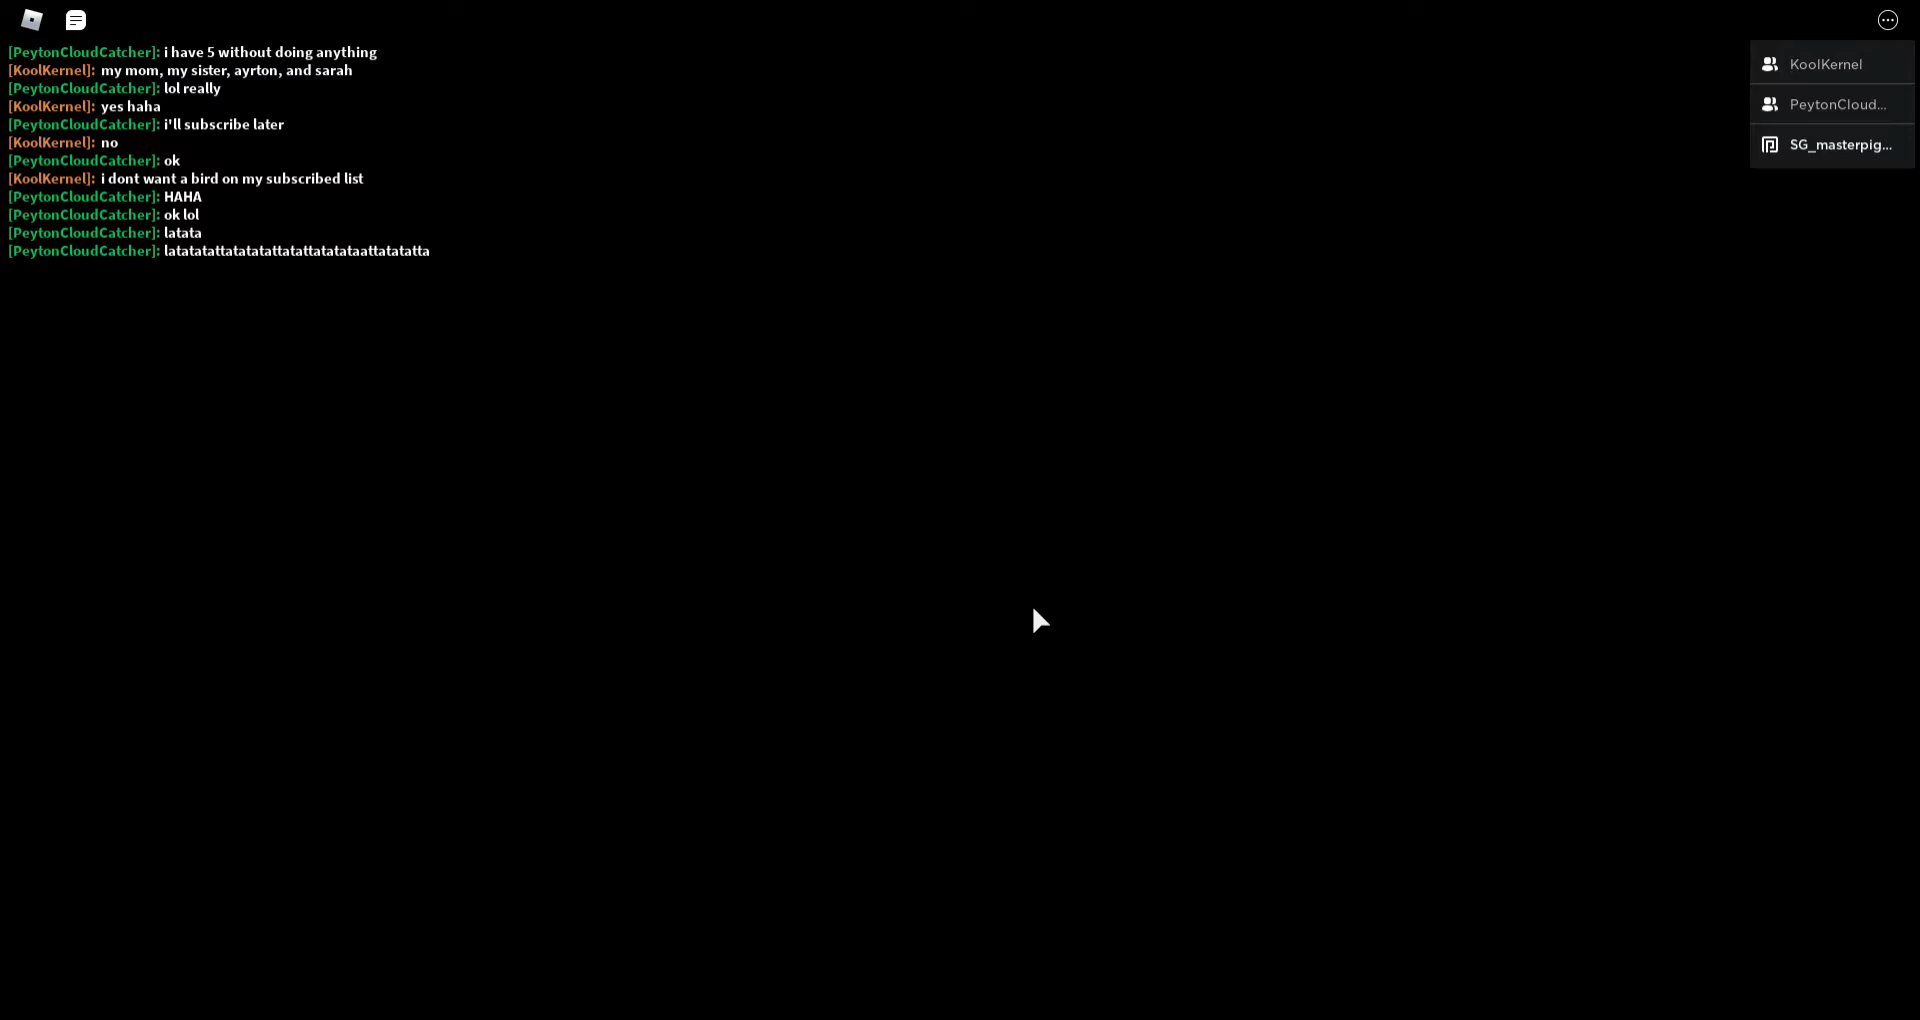 [PeytonCloudCatcher]: i have 5 without doing anything
[KoolKernel]: my mom, my sister, ayrton, and sarah
[PeytonCloudCatcher]: lol really
[KoolKernel]: yes haha
[PeytonCloudCatcher]: i'll subscribe later
[KoolKernel]: no
[PeytonCloudCatcher]: ok
[KoolKernel]: i dont want a bird on my subscribed list
[PeytonCloudCatcher]: HAHA
[PeytonCloudCatcher]: ok lol
[PeytonCloudCatcher]: latata
[PeytonCloudCatcher]: latatatattatatatattatattatatataattatatatta
KoolKernel
PeytonCloud...
SG_masterpig...